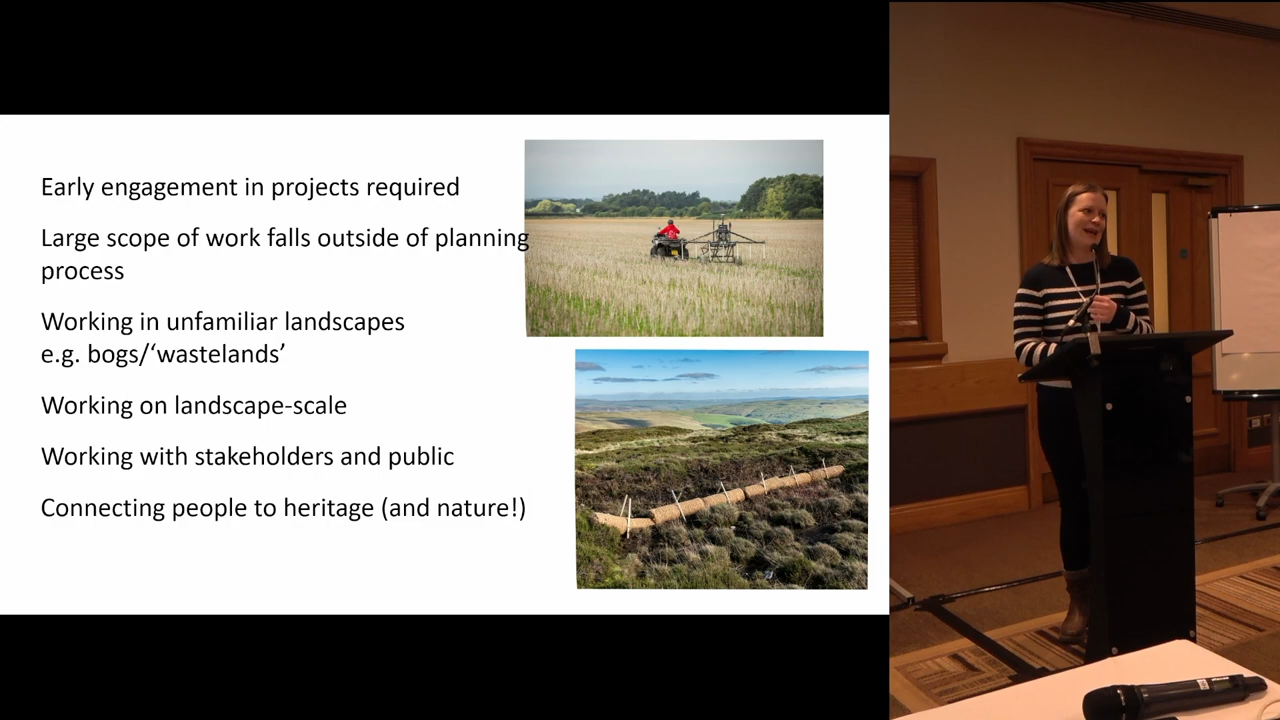 Early engagement in projects required
Large scope of work falls outside of planning
process
Working in unfamiliar landscapes
e.g. bogs/‘wastelands’
Working on landscape-scale
Working with stakeholders and public
Connecting people to heritage (and nature!)